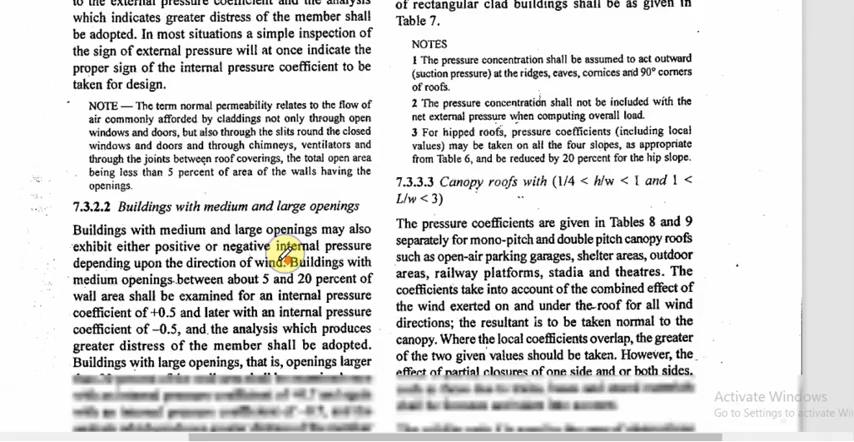 to the external pressure coefficient and the analysis
which indicates greater distress of the member shall
be adopted. In most situations a simple inspection of
the sign of external pressure will at once indicate the
proper sign of the internal pressure coefficient to be
taken for design.
NOTE — The term normal permeability relates to the flow of
air commonly afforded by claddings not only through open
windows and doors, but also through the slits round the closed
windows and doors and through chimneys, ventilators and
through the joints between roof coverings, the total open area
being less than 5 percent of area of the walls having the
openings.
7.3.2.2 Buildings with medium and large openings
Buildings with medium and large openings may also
exhibit either positive or negative internal pressure
depending upon the direction of wind. Buildings with
medium openings between about 5 and 20 percent of
wall area shall be examined for an internal pressure
coefficient of +0.5 and later with an internal pressure
coefficient of −0.5, and the analysis which produces
greater distress of the member shall be adopted.
Buildings with large openings, that is, openings larger
of rectangular clad buildings shall be as given in
Table 7.
NOTES
1 The pressure concentration shall be assumed to act outward
(suction pressure) at the ridges, eaves, cornices and 90° corners
of roofs.
2 The pressure concentration shall not be included with the
net external pressure when computing overall load.
3 For hipped roofs, pressure coefficients (including local
values) may be taken on all the four slopes, as appropriate
from Table 6, and be reduced by 20 percent for the hip slope.
7.3.3.3 Canopy roofs with (1/4 < h/w < 1 and 1 <
L/w < 3)
The pressure coefficients are given in Tables 8 and 9
separately for mono-pitch and double pitch canopy roofs
such as open-air parking garages, shelter areas, outdoor
areas, railway platforms, stadia and theatres. The
coefficients take into account of the combined effect of
the wind exerted on and under the roof for all wind
directions; the resultant is to be taken normal to the
canopy. Where the local coefficients overlap, the greater
of the two given values should be taken. However, the
effect of partial closures of one side and or both sides,
Activate Windows
Go to Settings to activate Win